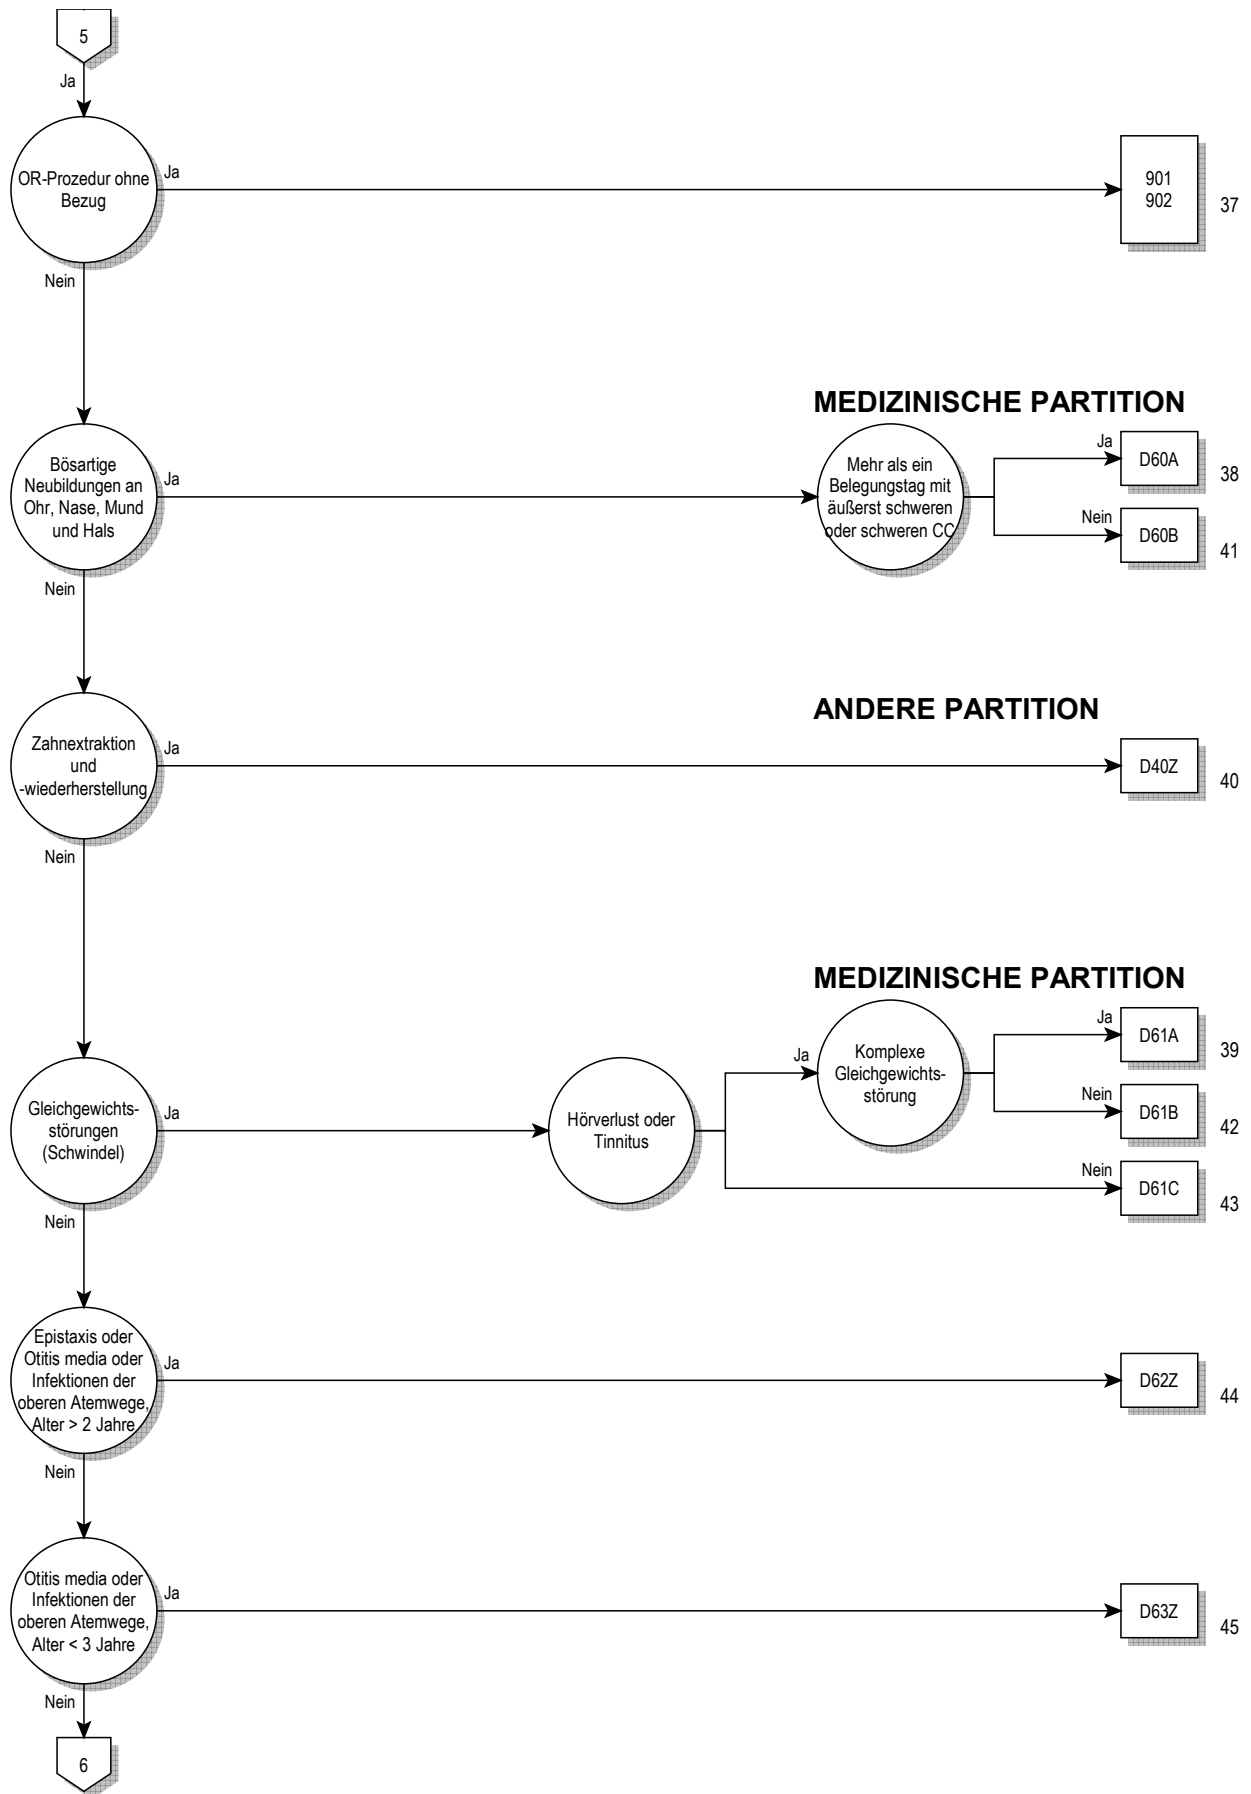 5
Ja
OR-Prozedur ohne
Bezug
Ja
901
902
37
Nein
MEDIZINISCHE PARTITION
Bösartige
Neubildungen an
Ohr, Nase, Mund
und Hals
Ja
Mehr als ein
Belegungstag mit
äußerst schweren
oder schweren CC
Ja
D60A
38
Nein
D60B
41
Nein
ANDERE PARTITION
Zahnextraktion
und
-wiederherstellung
Ja
D40Z
40
Nein
MEDIZINISCHE PARTITION
Gleichgewichts-
störungen
(Schwindel)
Ja
Hörverlust oder
Tinnitus
Ja
Komplexe
Gleichgewichts-
störung
Ja
D61A
39
Nein
D61B
42
Nein
D61C
43
Nein
Epistaxis oder
Otitis media oder
Infektionen der
oberen Atemwege,
Alter > 2 Jahre
Ja
D62Z
44
Nein
Otitis media oder
Infektionen der
oberen Atemwege,
Alter < 3 Jahre
Ja
D63Z
45
Nein
6